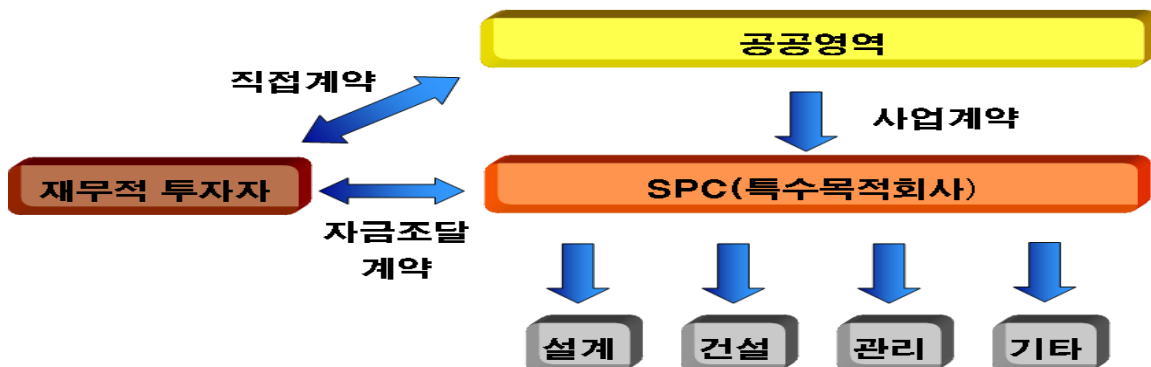 공공영역
직접계약
사업계약
재무적 투자자
SPC(특수목적회사)
자금조달
계약
설계
건설
관리
기타